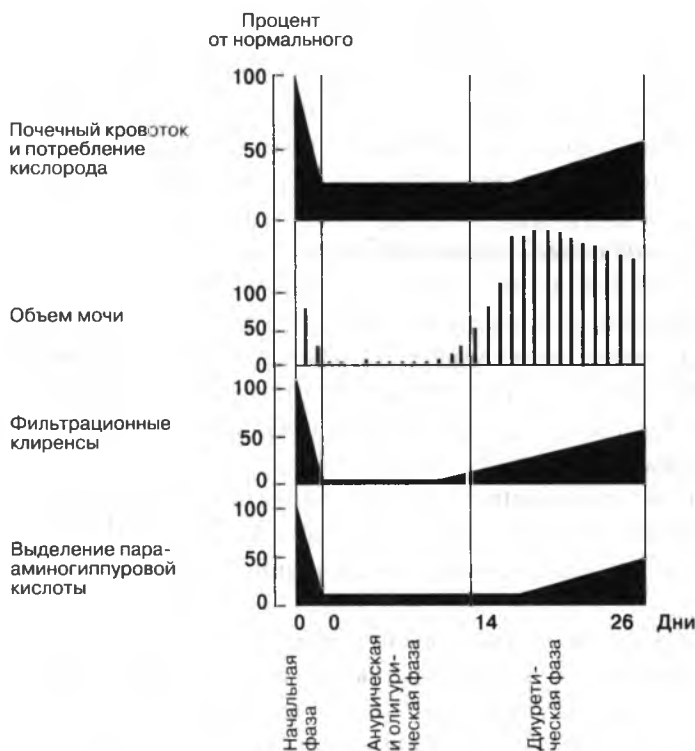 Процент
от нормального
100
50
0
Почечный кровоток
и потребление
кислорода
100
50
0
Объем мочи
100
50
0
Фильтрационные
клиренсы
100
50
0
Выделение пара-
аминогиппуровой
кислоты
0 0 14 26 Дни
Начальная
фаза
Анурическая
и олигури-
ческая фаза
Диурети-
ческая фаза